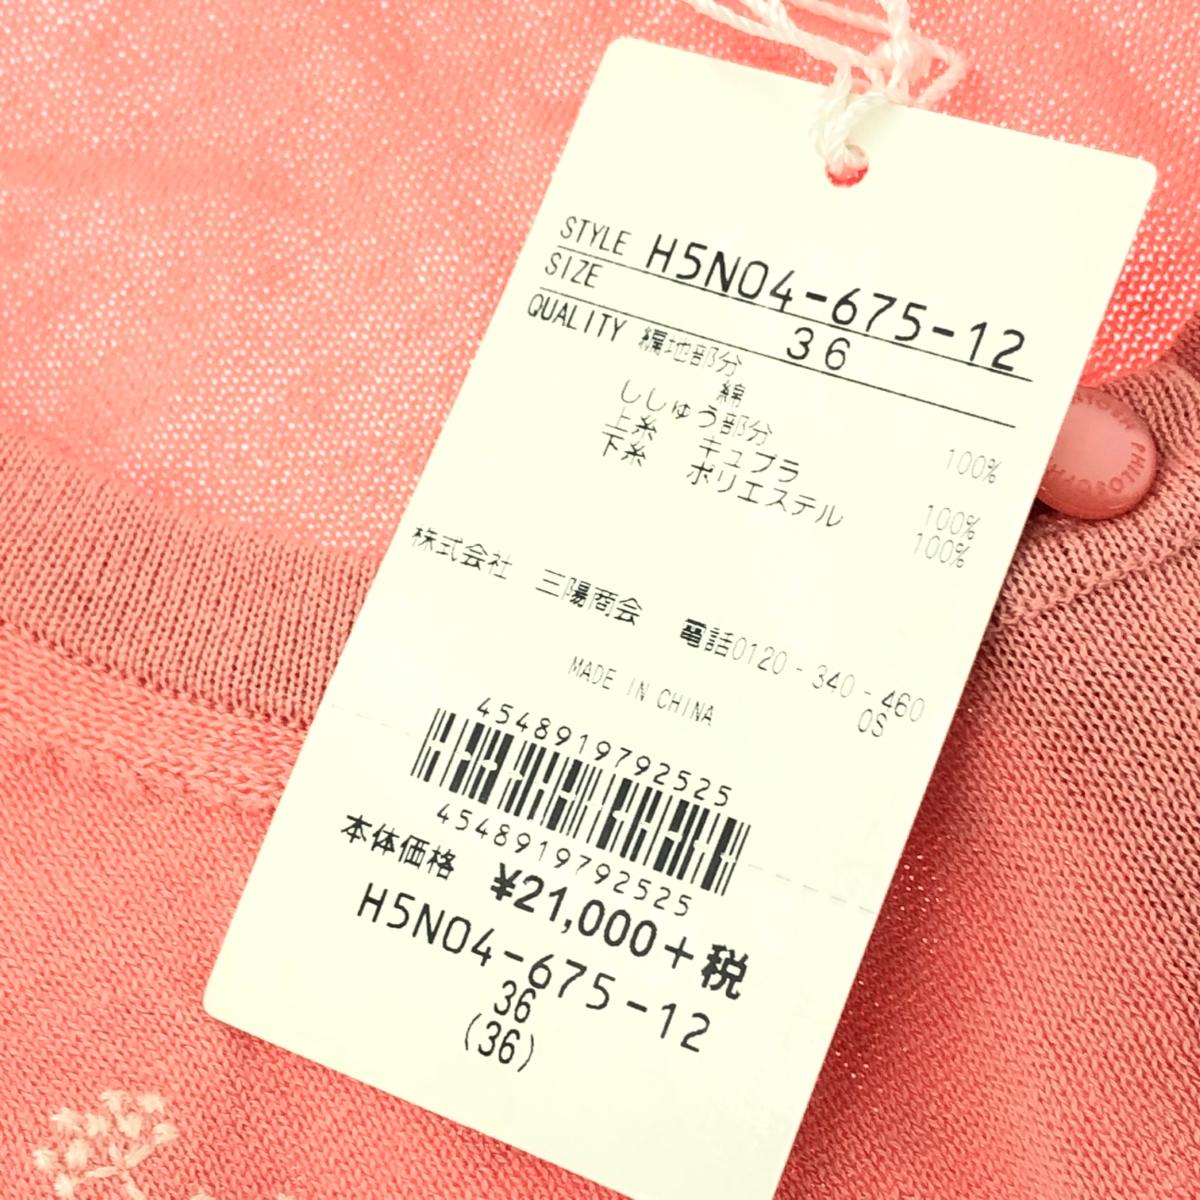 STYLE H5N04-675-12
SIZE 36
QUALITY 編地部分
綿 100%
ししゅう部分
上糸 キュプラ 100%
下糸 ポリエステル 100%
株式会社 三陽商会 電話0120-340-460
OS
MADE IN CHINA
4548919792525
4548919792525
本体価格 ¥21,000+税
H5N04-675-12
36
(36)